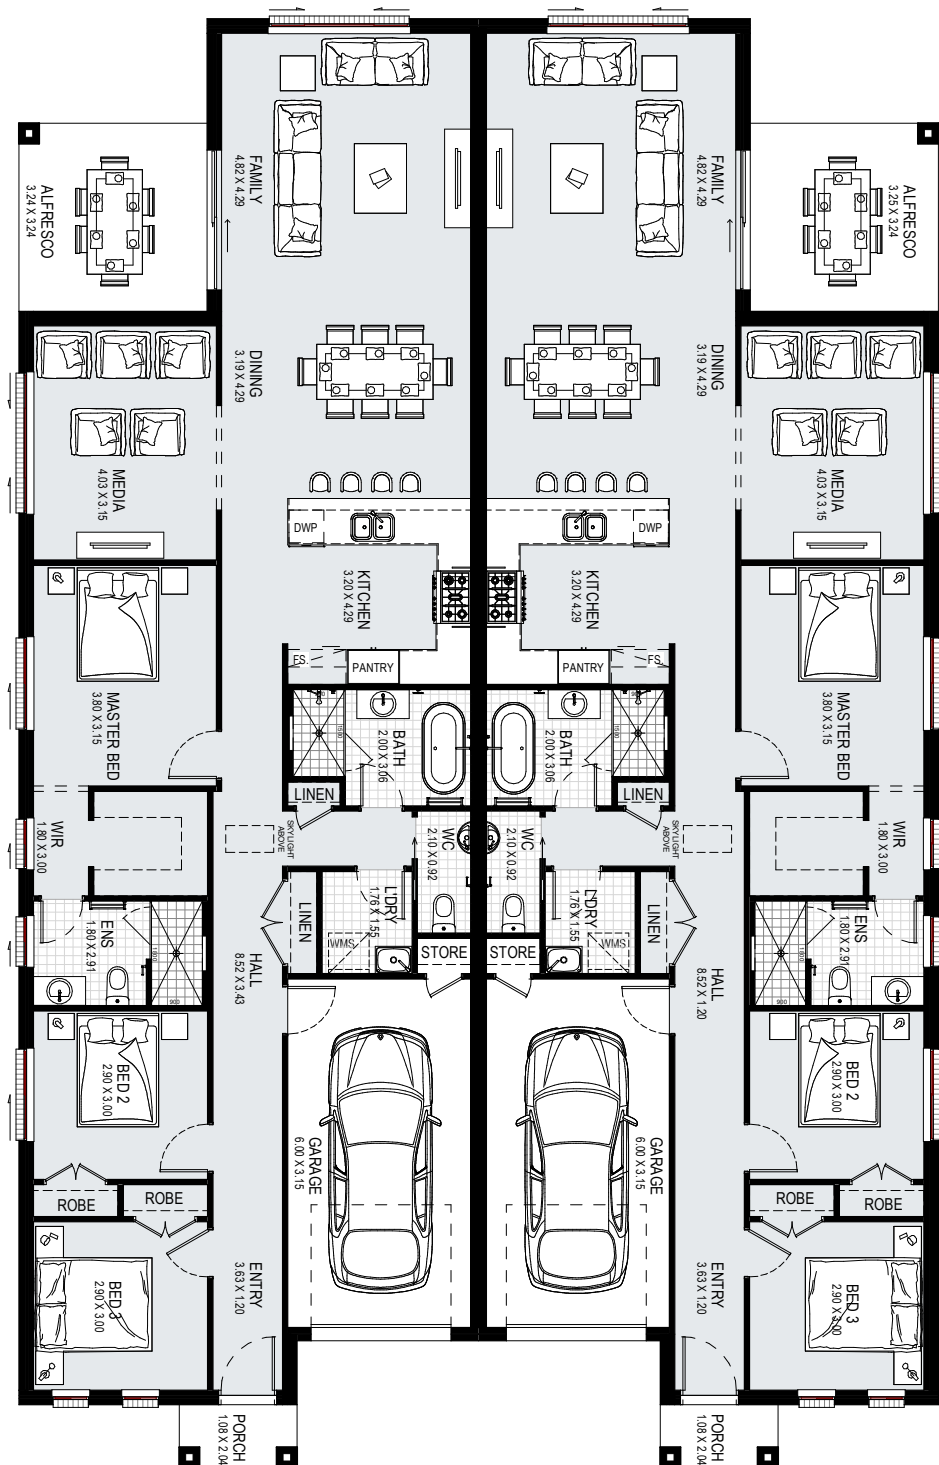 FAMILY
4.82 X 4.29
FAMILY
4.82 X 4.29
ALFRESCO
3.24 X 3.24
ALFRESCO
3.25 X 3.24
DINING
3.19 X 4.29
DINING
3.19 X 4.29
MEDIA
4.03 X 3.15
MEDIA
4.03 X 3.15
DWP
DWP
KITCHEN
3.20 X 4.29
KITCHEN
3.20 X 4.29
FS.
PANTRY
PANTRY
FS.
MASTER BED
3.80 X 3.15
MASTER BED
3.80 X 3.15
900
1500
BATH
2.00 X 3.06
BATH
2.00 X 3.06
1500
LINEN
LINEN
WIR
1.80 X 3.00
SKYLIGHT
ABOVE
WC
2.10 X 0.92
WC
2.10 X 0.92
SKYLIGHT
ABOVE
WIR
1.80 X 3.00
LINEN
L'DRY
1.76 X 1.55
WMS
STORE
STORE
L'DRY
1.76 X 1.55
WMS
LINEN
ENS
1.80 X 2.91
900
ENS
1.80 X 2.91
900
HALL
8.52 X 3.43
HALL
8.52 X 1.20
BED 2
2.90 X 3.00
BED 2
2.90 X 3.00
GARAGE
6.00 X 3.15
GARAGE
6.00 X 3.15
ROBE
ROBE
ROBE
ROBE
BED 3
2.90 X 3.00
ENTRY
3.63 X 1.20
ENTRY
3.63 X 1.20
BED 3
2.90 X 3.00
PORCH
1.08 X 2.04
PORCH
1.08 X 2.04